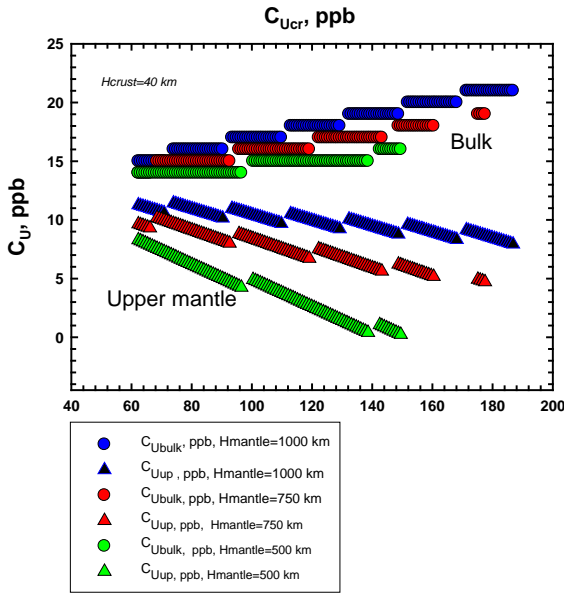 C_Ucr, ppb
25
20
15
10
5
0
C_U, ppb
Hcrust=40 km
Bulk
Upper mantle
40 60 80 100 120 140 160 180 200
C_Ubulk, ppb, Hmantle=1000 km
C_Uup , ppb, Hmantle=1000 km
C_Ubulk, ppb, Hmantle=750 km
C_Uup, ppb, Hmantle=750 km
C_Ubulk, ppb, Hmantle=500 km
C_Uup, ppb, Hmantle=500 km